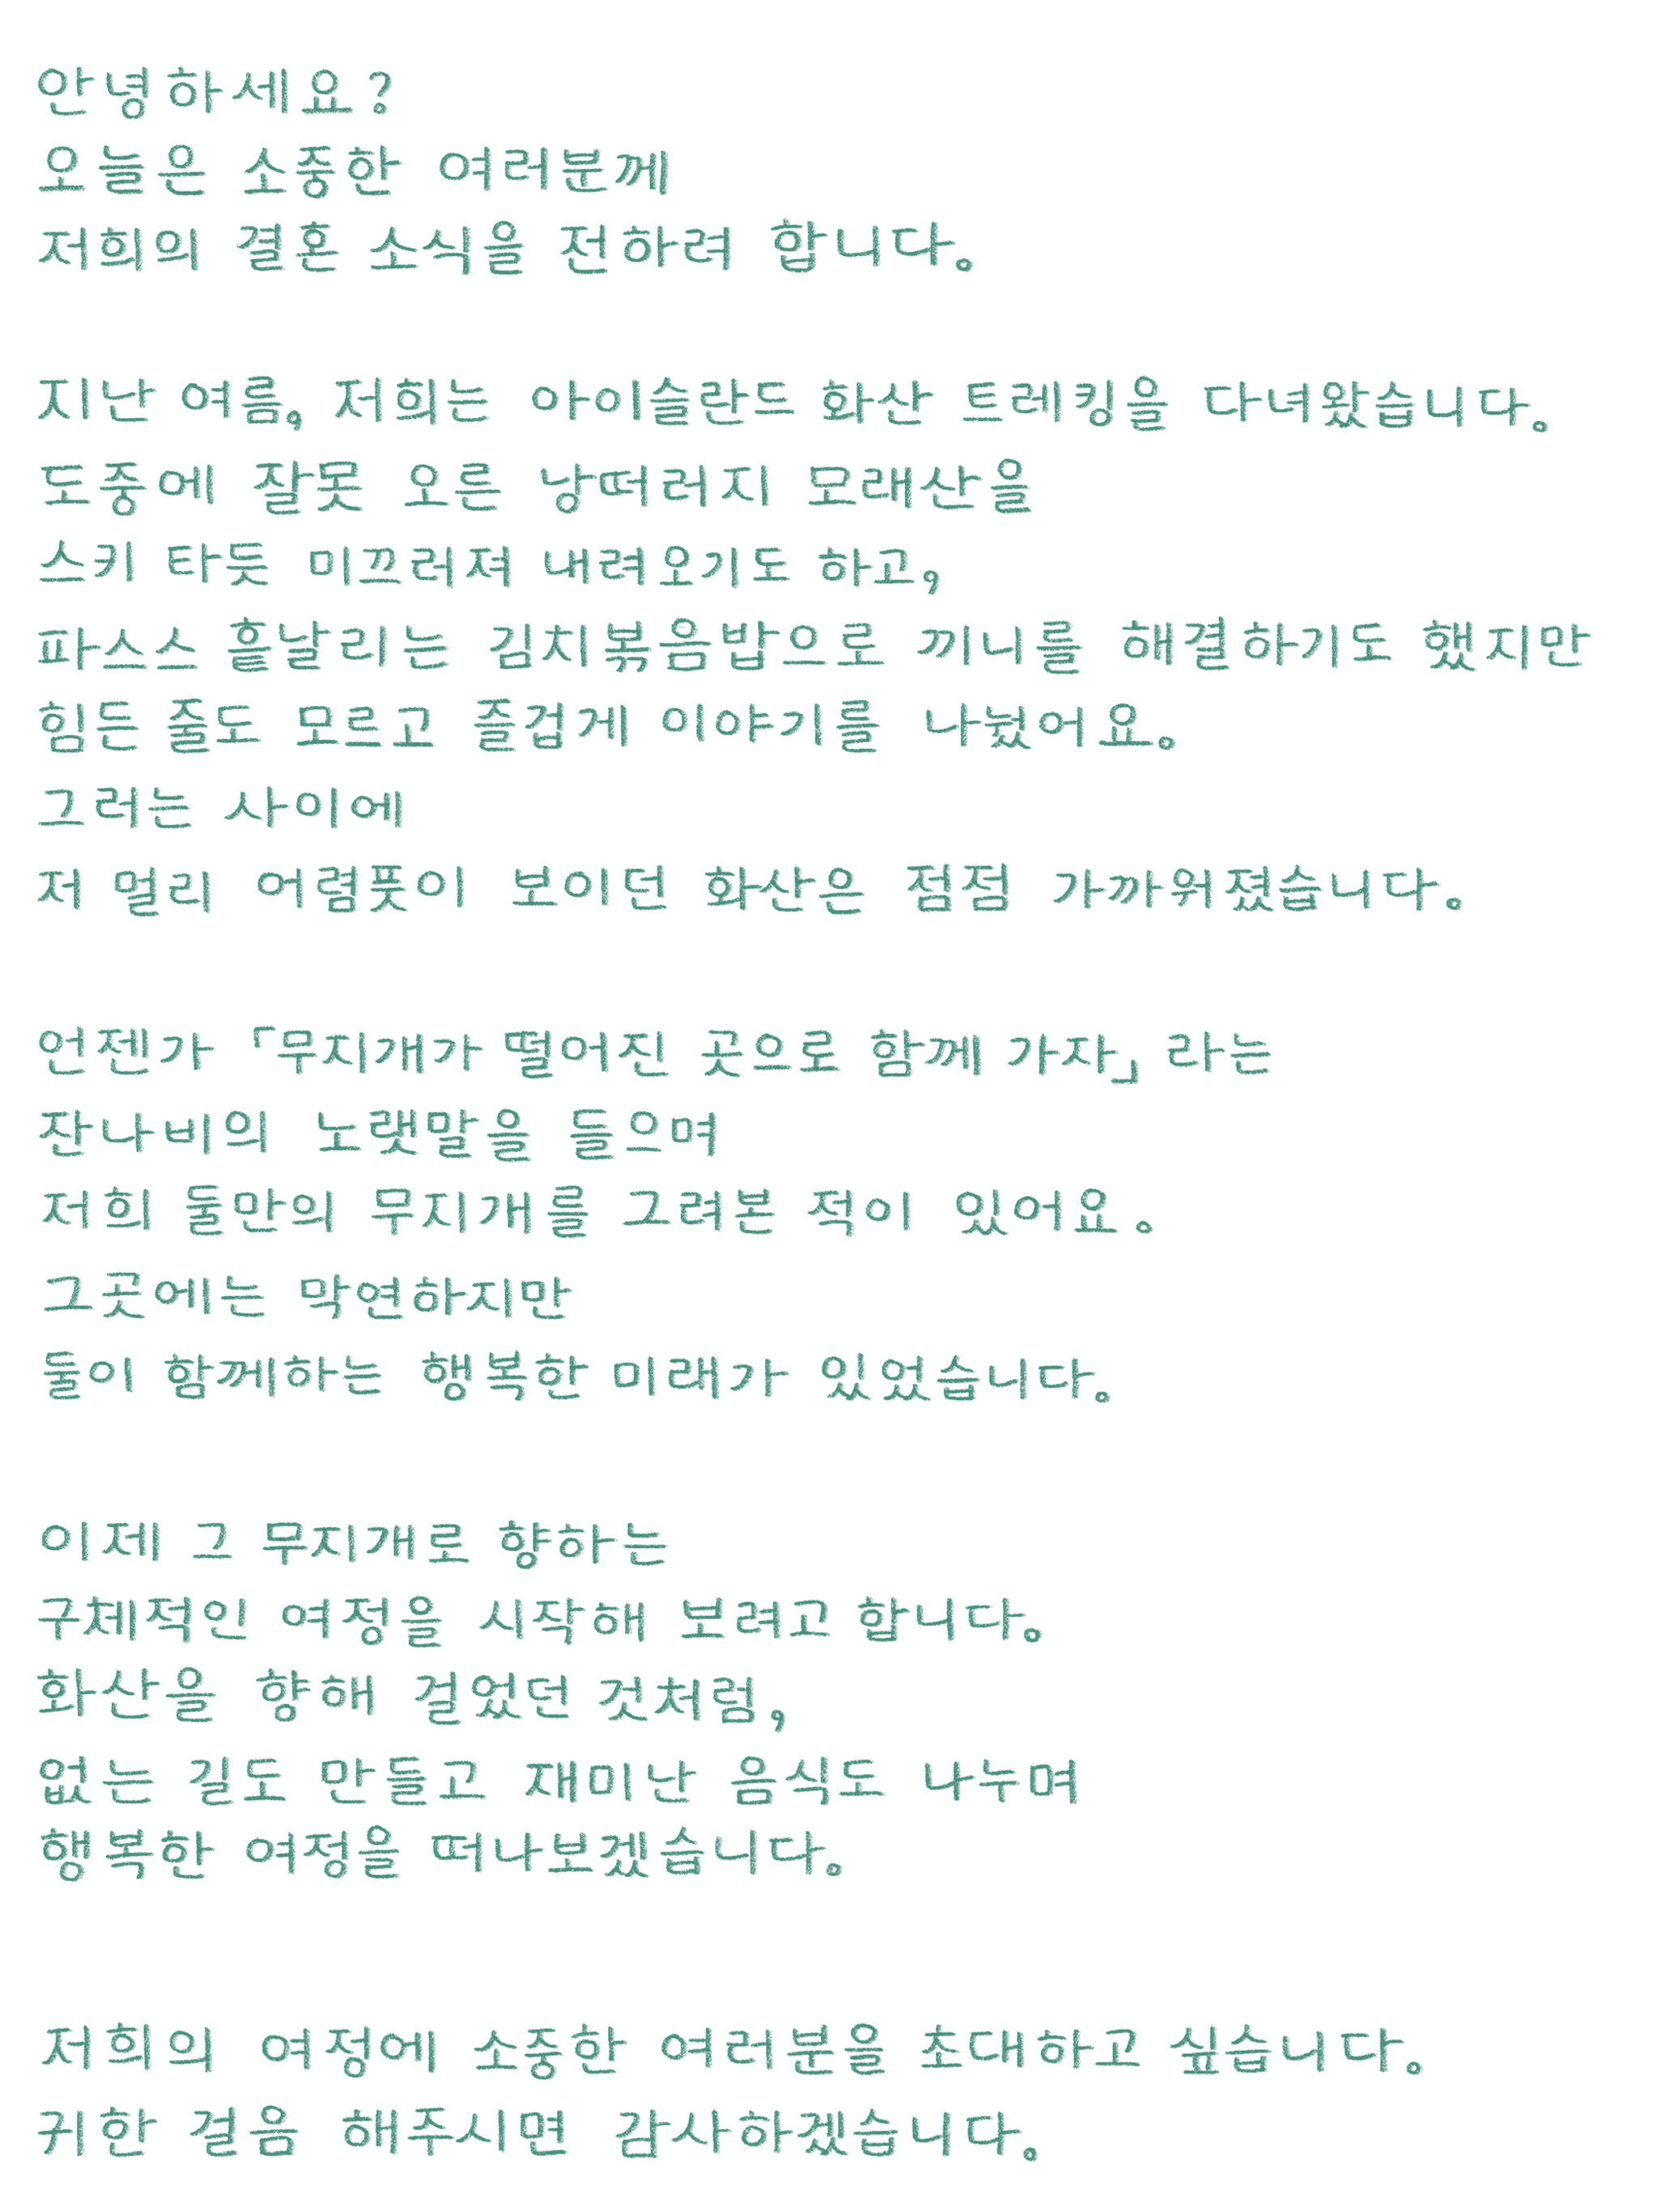 안녕하세요?
오늘은 소중한 여러분께
저희의 결혼 소식을 전하려 합니다.
지난 여름, 저희는 아이슬란드 화산 트레킹을 다녀왔습니다.
도중에 잘못 오른 낭떠러지 모래산을
스키 타듯 미끄러져 내려오기도 하고,
파스스 흩날리는 김치볶음밥으로 끼니를 해결하기도 했지만
힘든 줄도 모르고 즐겁게 이야기를 나눴어요.
그러는 사이에
저 멀리 어렴풋이 보이던 화산은 점점 가까워졌습니다.
언젠가 「무지개가 떨어진 곳으로 함께 가자」 라는
잔나비의 노랫말을 들으며
저희 둘만의 무지개를 그려본 적이 있어요.
그곳에는 막연하지만
둘이 함께하는 행복한 미래가 있었습니다.
이제 그 무지개로 향하는
구체적인 여정을 시작해 보려고 합니다.
화산을 향해 걸었던 것처럼,
없는 길도 만들고 재미난 음식도 나누며
행복한 여정을 떠나보겠습니다.
저희의 여정에 소중한 여러분을 초대하고 싶습니다.
귀한 걸음 해주시면 감사하겠습니다.